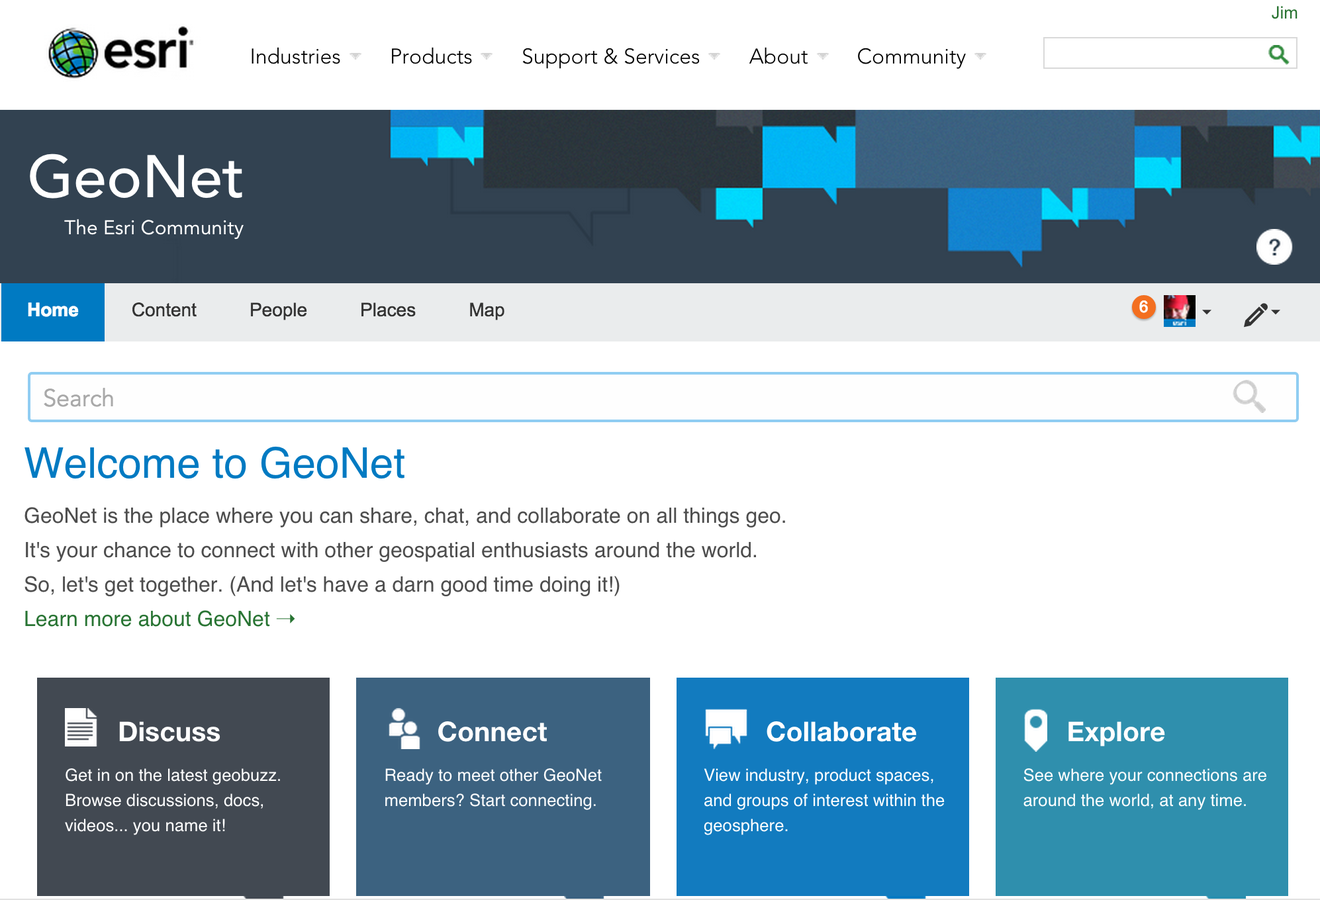 Jim
esri
Industries Products Support & Services About Community
GeoNet
The Esri Community
?
Home Content People Places Map 6
esri
Search
Welcome to GeoNet
GeoNet is the place where you can share, chat, and collaborate on all things geo.
It's your chance to connect with other geospatial enthusiasts around the world.
So, let's get together. (And let's have a darn good time doing it!)
Learn more about GeoNet →
Discuss
Get in on the latest geobuzz.
Browse discussions, docs,
videos... you name it!
Connect
Ready to meet other GeoNet
members? Start connecting.
Collaborate
View industry, product spaces,
and groups of interest within the
geosphere.
Explore
See where your connections are
around the world, at any time.